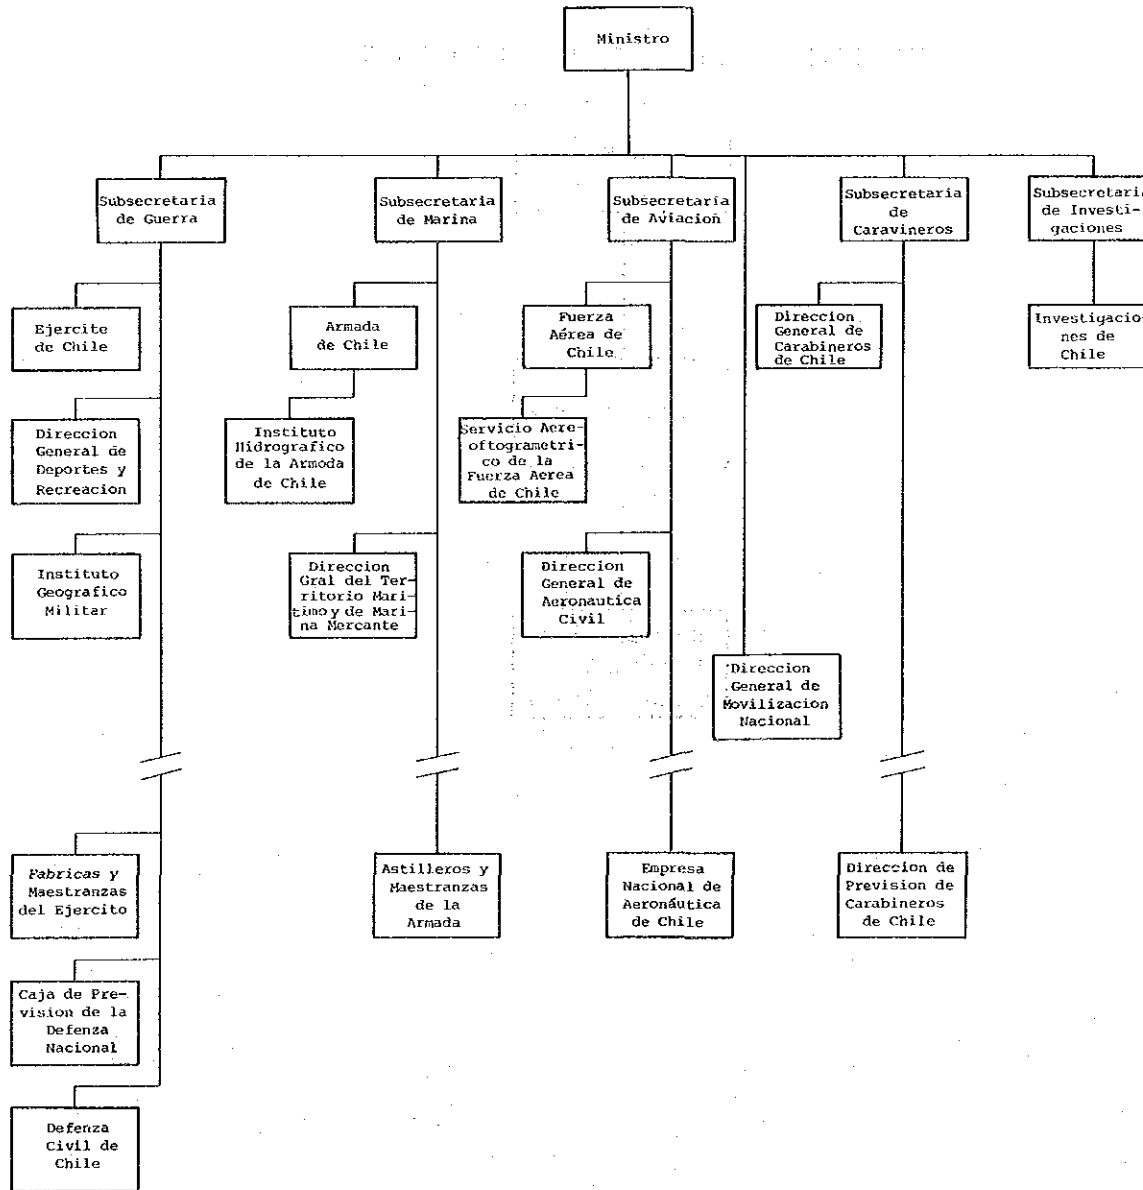 Ministro
Subsecretaria
de Guerra
Subsecretaria
de Marina
Subsecretaria
de Aviacion
Subsecretaria
de
Caravineros
Subsecretaria
de Investi-
gaciones
Ejercito
de Chile
Armada
de Chile
Fuerza
Aérea de
Chile
Direccion
General de
Carabineros
de Chile
Investigacio-
nes de
Chile
Direccion
General de
Deportes y
Recreacion
Instituto
Hidrografico
de la Armoda
de Chile
Servicio Aere-
oftogrametri-
co de la
Fuerza Aerea
de Chile
Instituto
Geografico
Militar
Direccion
Gral del Ter-
ritorio Mari-
timo y de Mari-
na Mercante
Direccion
General de
Aeronautica
Civil
Direccion
General de
Movilizacion
Nacional
Fabricas y
Maestranzas
del Ejercito
Astilleros y
Maestranzas
de la
Armada
Empresa
Nacional de
Aeronáutica
de Chile
Direccion de
Prevision de
Carabineros
de Chile
Caja de Pre-
vision de la
Defenza
Nacional
Defenza
Civil de
Chile